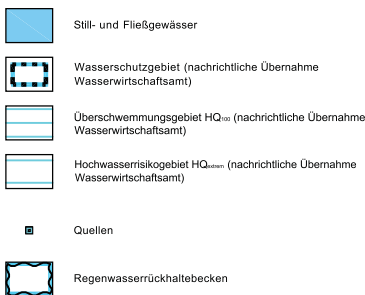 Still- und Fließgewässer
Wasserschutzgebiet (nachrichtliche Übernahme
Wasserwirtschaftsamt)
Überschwemmungsgebiet HQ100 (nachrichtliche Übernahme
Wasserwirtschaftsamt)
Hochwasserrisikogebiet HQextrem (nachrichtliche Übernahme
Wasserwirtschaftsamt)
Quellen
Regenwasserrückhaltebecken